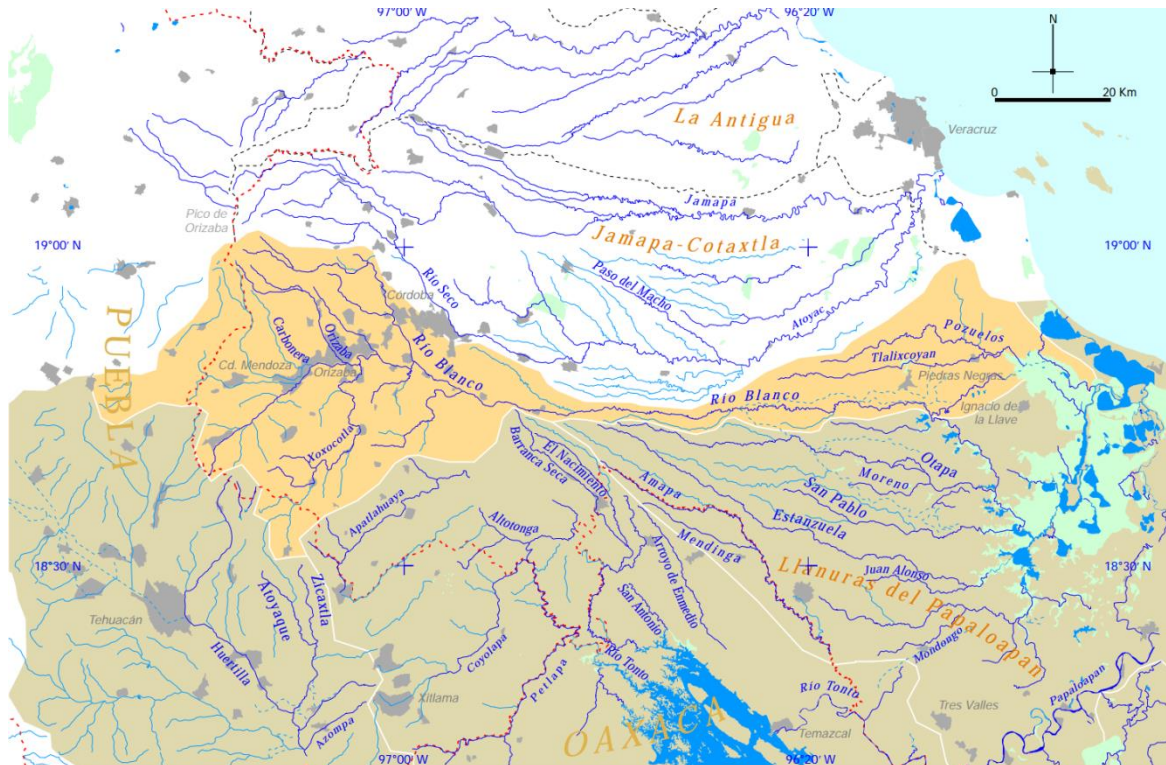 97°00' W
96°20' W
N
20 Km
La Antigua
Veracruz
Jamapa
Pico de
Orizaba
19°00' N
Jamapa-Cotaxtla
19°00' N
Paso del Macho
Río Seco
Córdoba
Atoyac
PUEBLA
Carbonera
Orizaba
Río Blanco
Pozuelos
Tlalixcoyan
Cd. Mendoza
Orizaba
Piedras Negras
Río Blanco
Ignacio de
la Llave
Xoxocotla
El Nacimiento
Barranca Seca
Otapa
Moreno
Amapa
San Pablo
Apatlahuaya
Altotonga
Estanzuela
Mendinga
18°30' N
Arroyo de Enmedio
Juan Alonso
18°30' N
Llanuras del Papaloapan
Atoyaque
Zicaxtla
Tehuacán
San Antonio
Huertilla
Coyolapa
Río Tonto
Mondongo
Petlapa
Río Tonto
Papaloapan
Xitlama
Azompa
OAXACA
Temazcal
Tres Valles
97°00' W
96°20' W